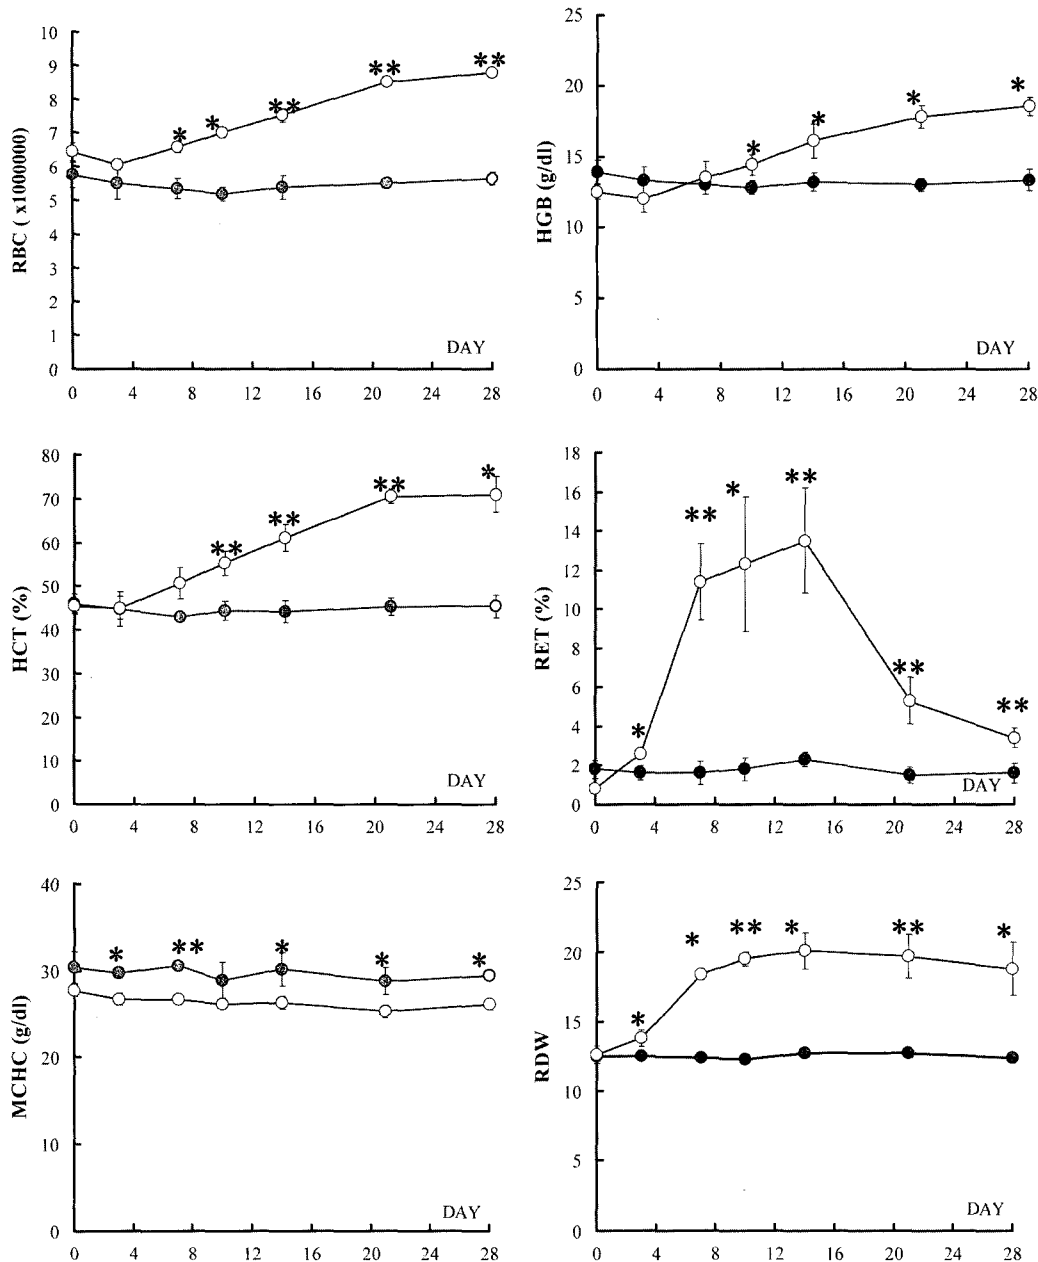 RBC ( x1000000)
10
9
8
7
6
5
4
3
2
1
0
** **
**
* *
DAY
0 4 8 12 16 20 24 28
HGB (g/dl)
25
20
15
10
5
0
*
*
*
*
DAY
0 4 8 12 16 20 24 28
HCT (%)
80
70
60
50
40
30
20
10
0
** *
**
**
DAY
0 4 8 12 16 20 24 28
RET (%)
18
16
14
12
10
8
6
4
2
0
* ** * ** ** **
DAY
0 4 8 12 16 20 24 28
MCHC (g/dl)
40
30
20
10
0
* ** * * *
DAY
0 4 8 12 16 20 24 28
RDW
25
20
15
10
5
0
* * ** * ** *
DAY
0 4 8 12 16 20 24 28